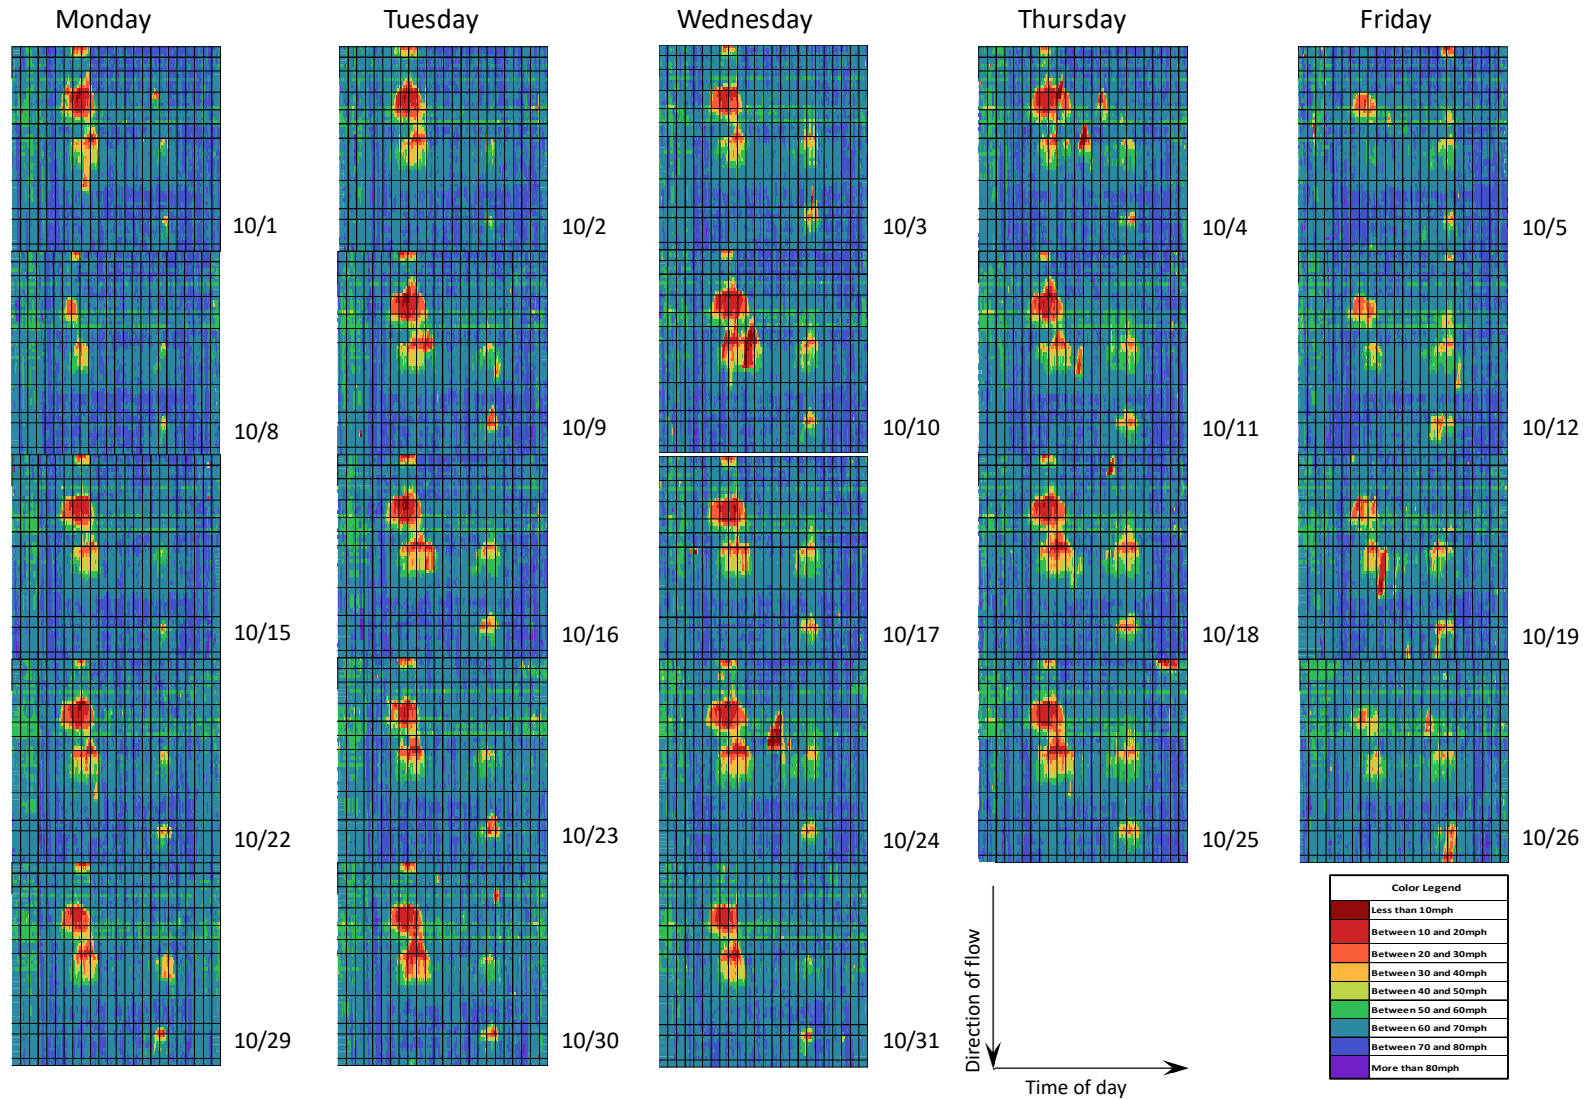 Monday Tuesday Wednesday Thursday Friday
10/1 10/2 10/3 10/4 10/5
10/8 10/9 10/10 10/11 10/12
10/15 10/16 10/17 10/18 10/19
10/22 10/23 10/24 10/25 10/26
10/29 10/30 10/31
Direction of flow
Time of day
Color Legend
Less than 10mph
Between 10 and 20mph
Between 20 and 30mph
Between 30 and 40mph
Between 40 and 50mph
Between 50 and 60mph
Between 60 and 70mph
Between 70 and 80mph
More than 80mph